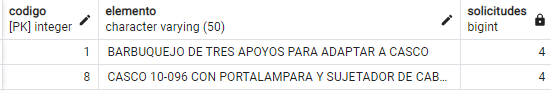 codigo elemento solicitudes
[PK] integer character varying (50) bigint
1 BARBUQUEJO DE TRES APOYOS PARA ADAPTAR A CASCO 4
8 CASCO 10-096 CON PORTALAMPARA Y SUJETADOR DE CAB... 4